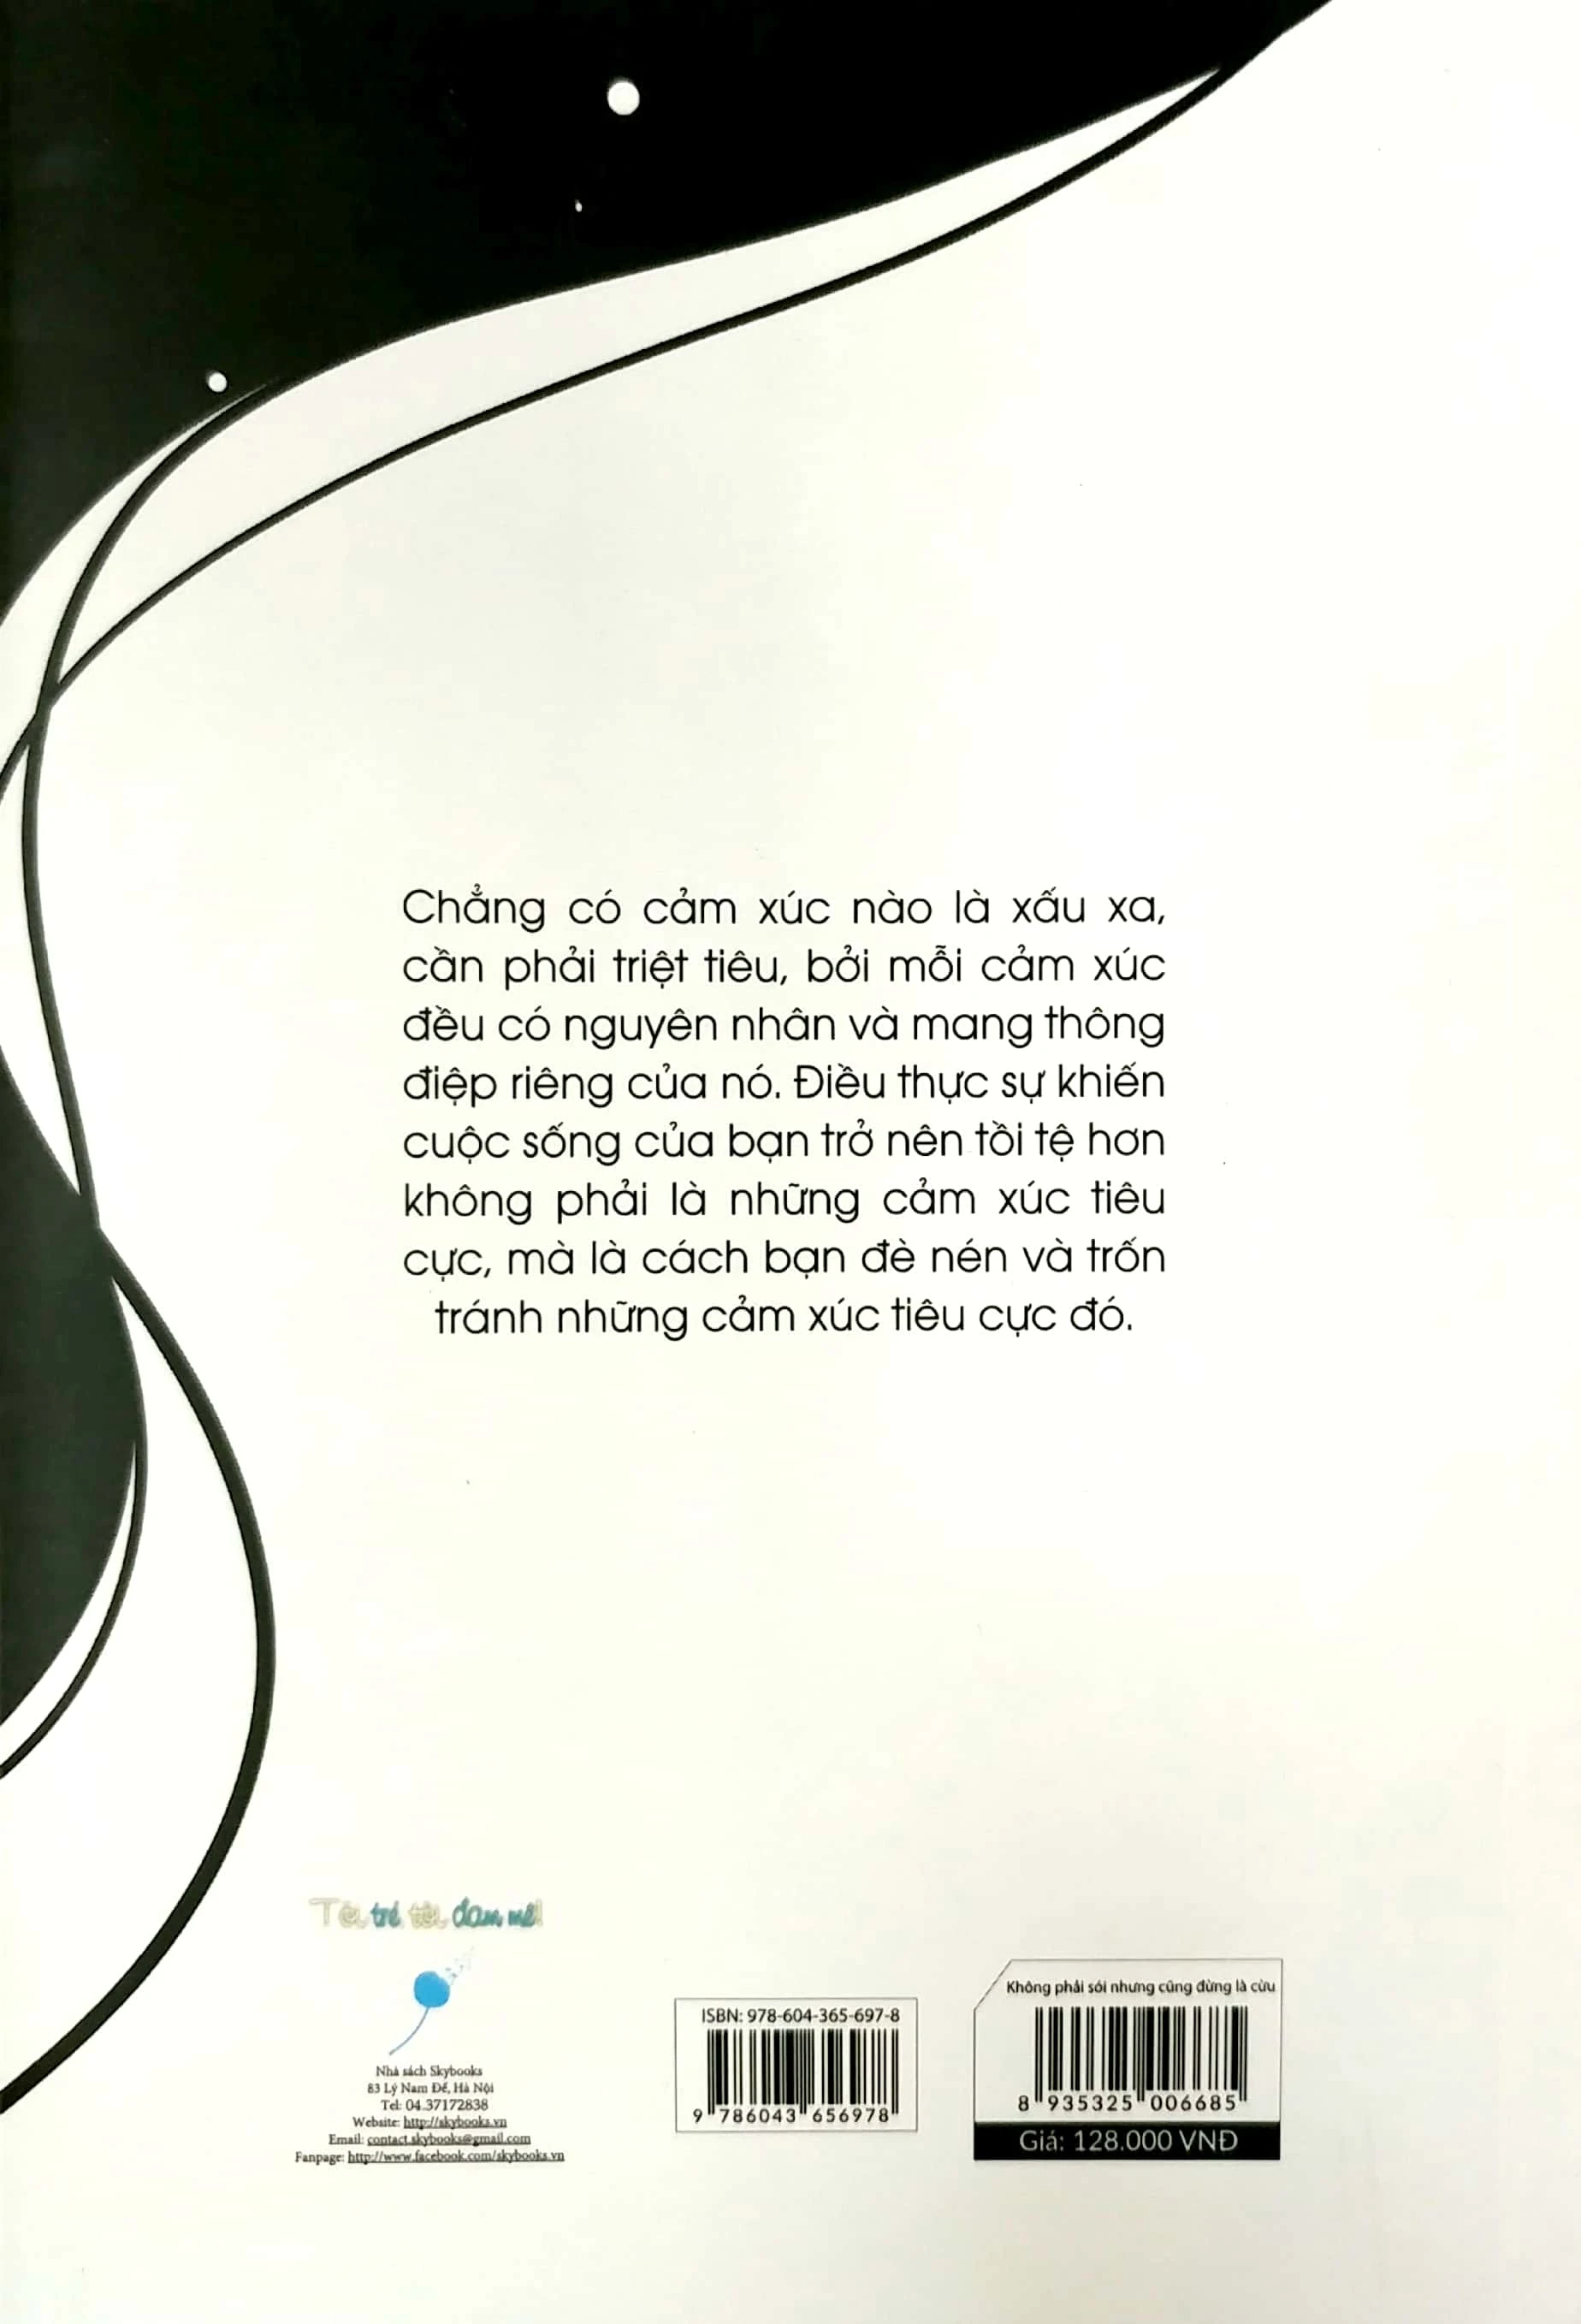 Chẳng có cảm xúc nào là xấu xa,
cần phải triệt tiêu, bởi mỗi cảm xúc
đều có nguyên nhân và mang thông
điệp riêng của nó. Điều thực sự khiến
cuộc sống của bạn trở nên tồi tệ hơn
không phải là những cảm xúc tiêu
cực, mà là cách bạn đè nén và trốn
tránh những cảm xúc tiêu cực đó.
Tôi trẻ tôi đam mê!
Nhà sách Skybooks
83 Lý Nam Đế, Hà Nội
Tel: 04.37172838
Website: http://skybooks.vn
Email: contact.skybooks@gmail.com
Fanpage: http://www.facebook.com/skybooks.vn
ISBN: 978-604-365-697-8
9 786043 656978
Không phải sói nhưng cũng đừng là cừu
8 935325 006685
Giá: 128.000 VNĐ